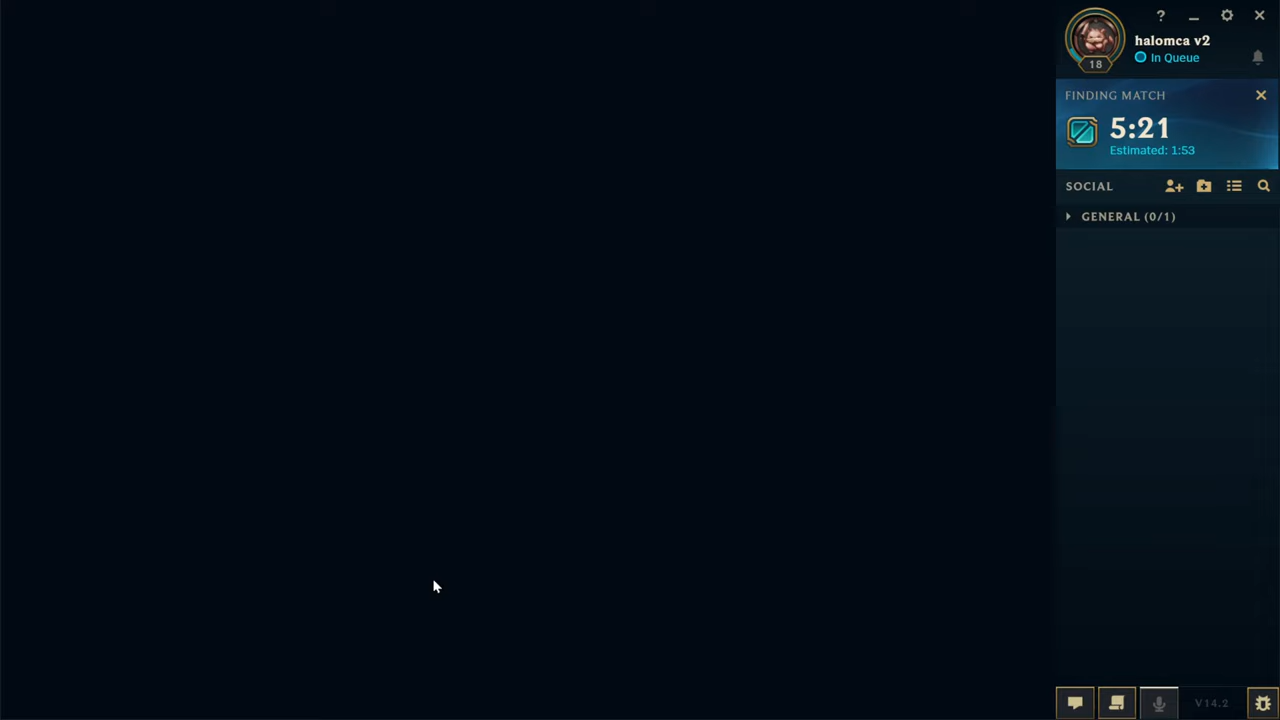 ?
halomca v2
18
In Queue
FINDING MATCH
5:21
Estimated: 1:53
SOCIAL
GENERAL (0/1)
V14.2